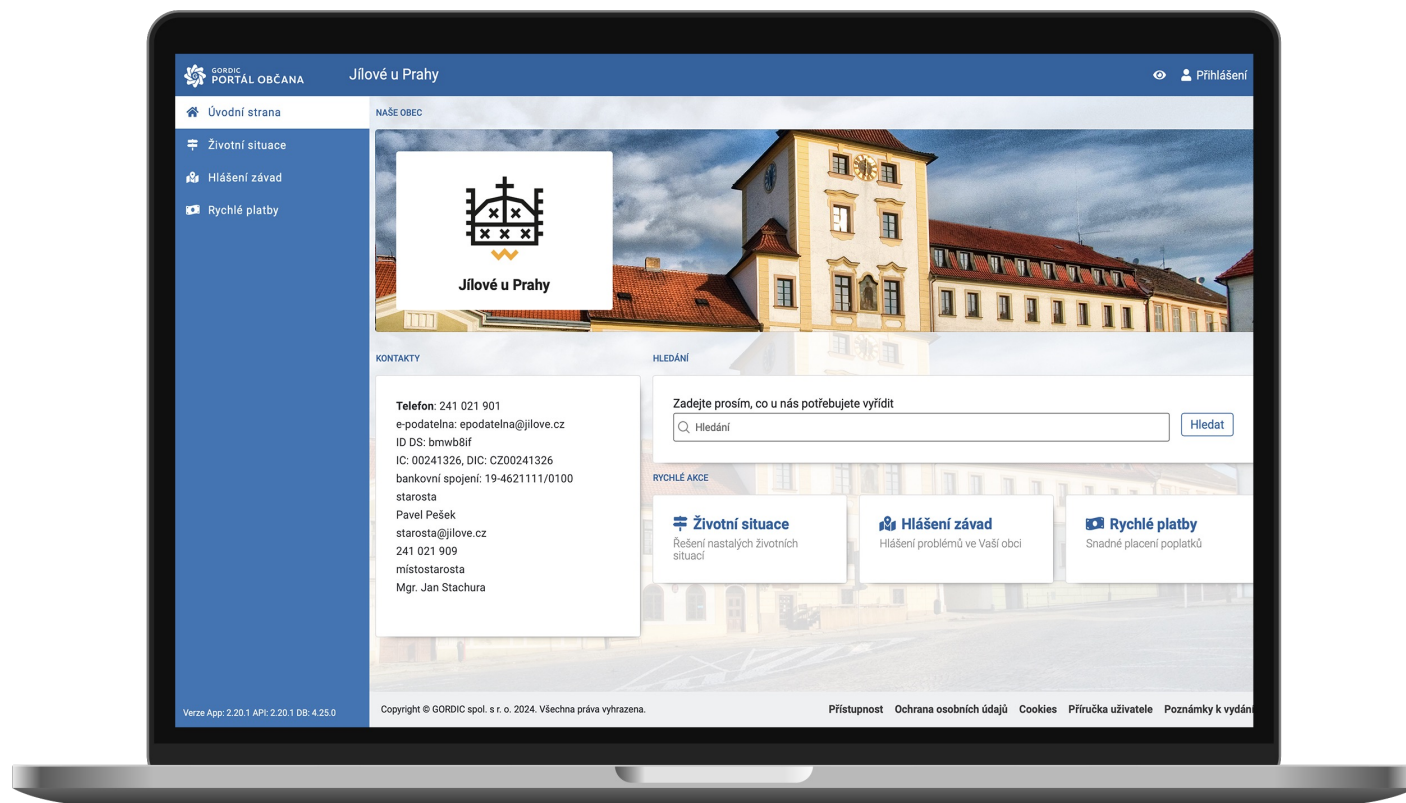 GORDIC
PORTÁL OBČANA
Jílové u Prahy
Přihlášení
Úvodní strana
Životní situace
Hlášení závad
Rychlé platby
NAŠE OBEC
Jílové u Prahy
KONTAKTY
Telefon: 241 021 901
e-podatelna: epodatelna@jilove.cz
ID DS: bmwb8if
IC: 00241326, DIC: CZ00241326
bankovní spojení: 19-4621111/0100
starosta
Pavel Pešek
starosta@jilove.cz
241 021 909
místostarosta
Mgr. Jan Stachura
HLEDÁNÍ
Zadejte prosím, co u nás potřebujete vyřídit
Hledání
Hledat
RYCHLÉ AKCE
Životní situace
Řešení nastalých životních
situací
Hlášení závad
Hlášení problémů ve Vaší obci
Rychlé platby
Snadné placení poplatků
Verze App: 2.20.1 API: 2.20.1 DB: 4.25.0
Copyright © GORDIC spol. s r. o. 2024. Všechna práva vyhrazena.
Přístupnost Ochrana osobních údajů Cookies Příručka uživatele Poznámky k vydání